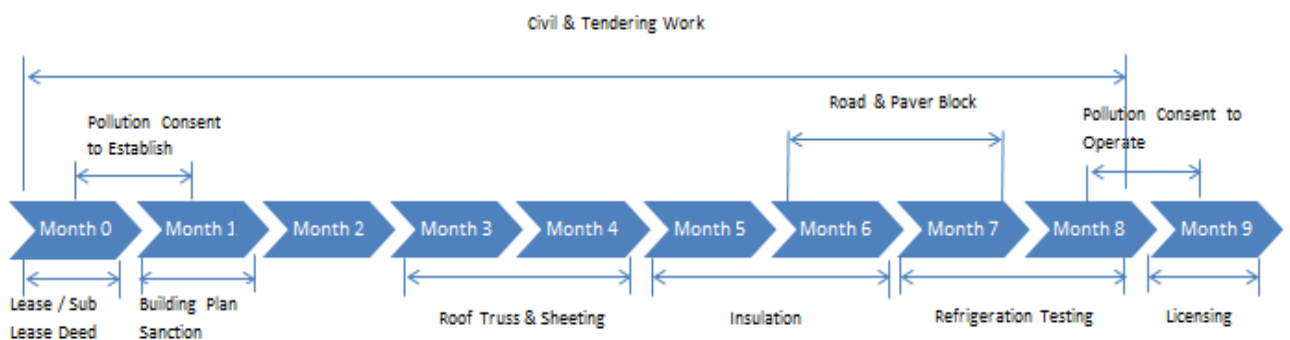 Civil & Tendering Work
Road & Paver Block
Pollution Consent
to Establish
Pollution Consent to
Operate
Month 0
Month 1
Month 2
Month 3
Month 4
Month 5
Month 6
Month 7
Month 8
Month 9
Lease / Sub
Lease Deed
Building Plan
Sanction
Roof Truss & Sheeting
Insulation
Refrigeration Testing
Licensing